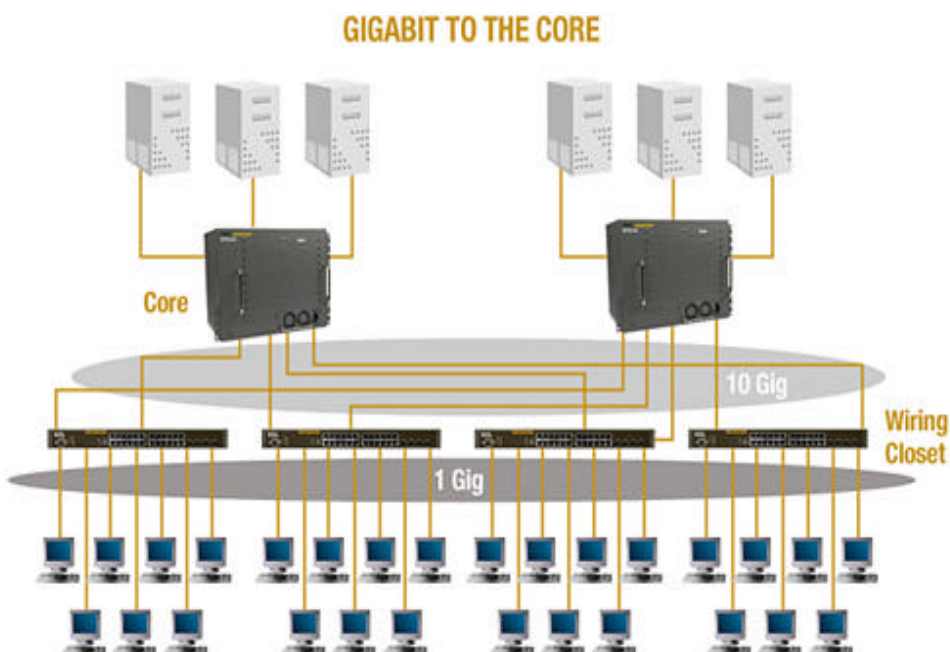 GIGABIT TO THE CORE
Core
10 Gig
Wiring
Closet
1 Gig